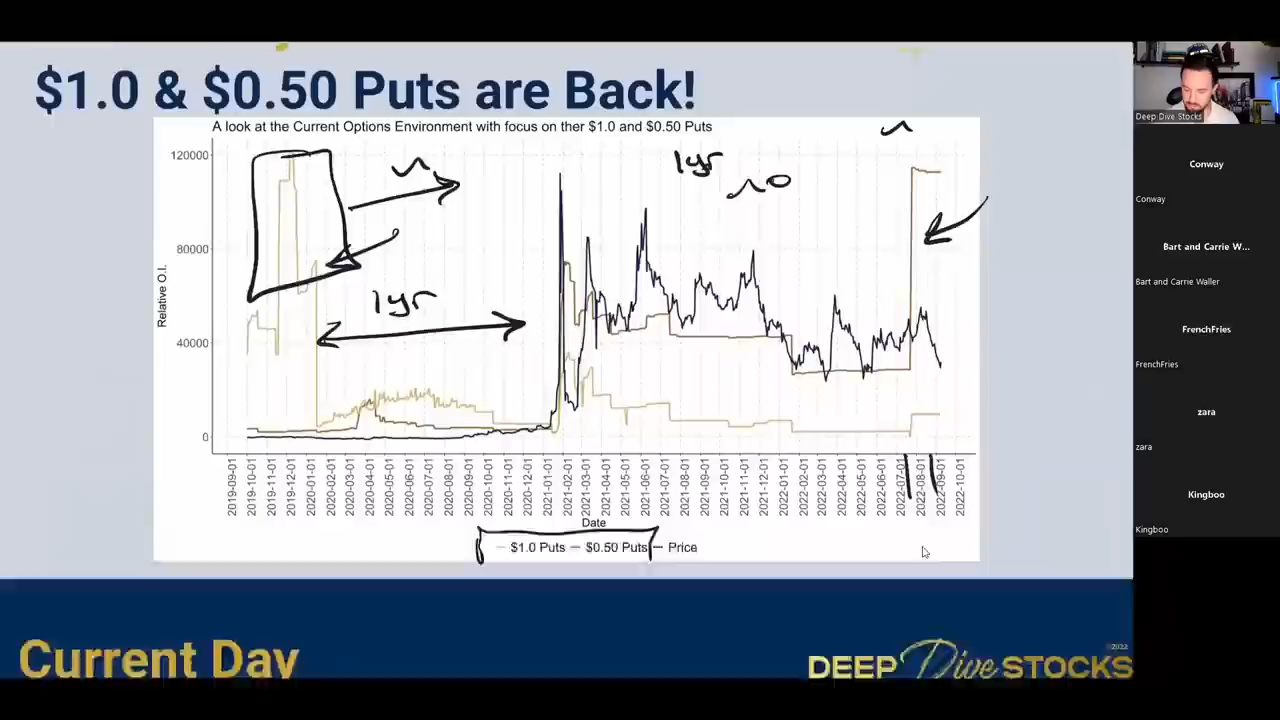 $1.0 & $0.50 Puts are Back!
A look at the Current Options Environment with focus on ther $1.0 and $0.50 Puts
120000
80000
40000
0
Relative O.I.
1yr
1yr
2019-09-01
2019-10-01
2019-11-01
2019-12-01
2020-01-01
2020-02-01
2020-03-01
2020-04-01
2020-05-01
2020-06-01
2020-07-01
2020-08-01
2020-09-01
2020-10-01
2020-11-01
2020-12-01
2021-01-01
2021-02-01
2021-03-01
2021-04-01
2021-05-01
2021-06-01
2021-07-01
2021-08-01
2021-09-01
2021-10-01
2021-11-01
2021-12-01
2022-01-01
2022-02-01
2022-03-01
2022-04-01
2022-05-01
2022-06-01
2022-07-01
2022-08-01
2022-09-01
2022-10-01
Date
$1.0 Puts $0.50 Puts Price
Current Day
©2022
DEEP Dive STOCKS
Deep Dive Stocks
Conway
Conway
Bart and Carrie W...
Bart and Carrie Waller
FrenchFries
FrenchFries
zara
zara
Kingboo
Kingboo